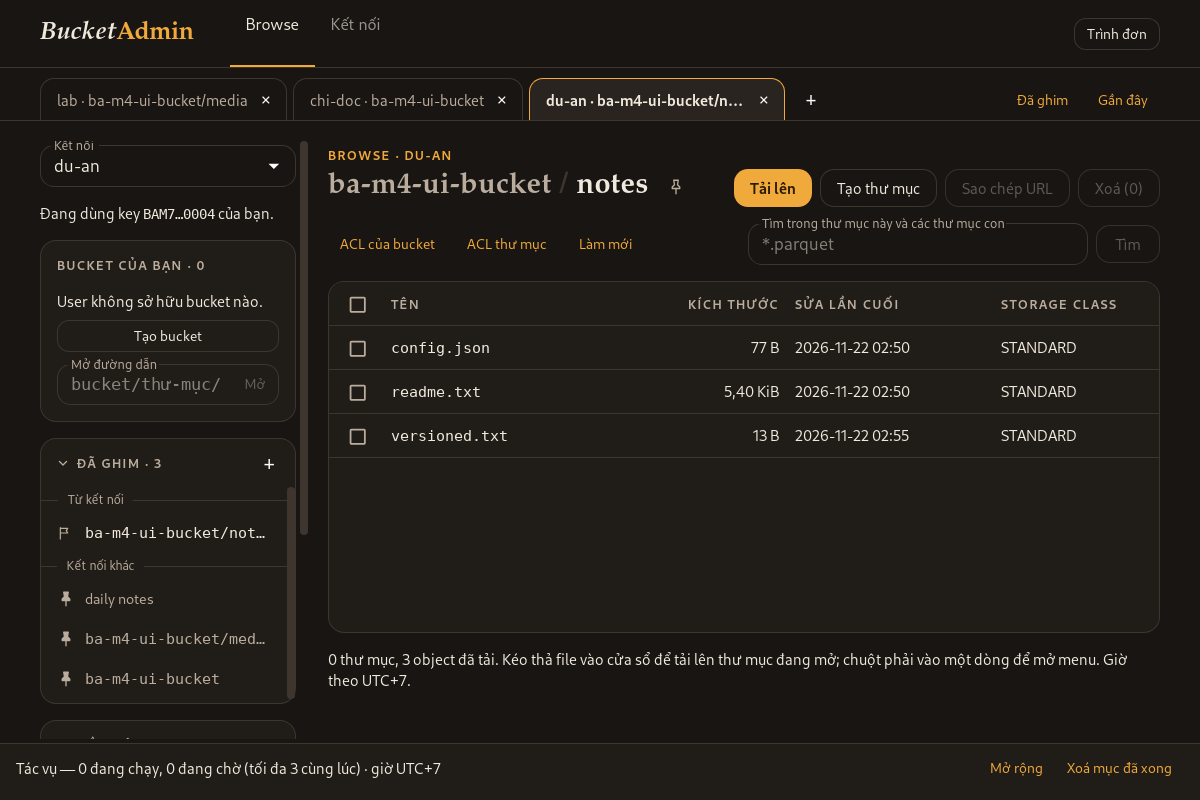 BucketAdmin
Browse
Kết nối
Trình đơn
lab · ba-m4-ui-bucket/media ×
chi-doc · ba-m4-ui-bucket ×
du-an · ba-m4-ui-bucket/n... ×
+
Đã ghim
Gần đây
Kết nối
du-an
Đang dùng key BAM7…0004 của bạn.
BUCKET CỦA BẠN · 0
User không sở hữu bucket nào.
Tạo bucket
Mở đường dẫn
bucket/thư-mục/ Mở
ĐÃ GHIM · 3 +
Từ kết nối
ba-m4-ui-bucket/not…
Kết nối khác
daily notes
ba-m4-ui-bucket/med…
ba-m4-ui-bucket
BROWSE · DU-AN
ba-m4-ui-bucket / notes
Tải lên
Tạo thư mục
Sao chép URL
Xoá (0)
ACL của bucket
ACL thư mục
Làm mới
Tìm trong thư mục này và các thư mục con
*.parquet
Tìm
TÊN KÍCH THƯỚC SỬA LẦN CUỐI STORAGE CLASS
config.json 77 B 2026-11-22 02:50 STANDARD
readme.txt 5,40 KiB 2026-11-22 02:50 STANDARD
versioned.txt 13 B 2026-11-22 02:55 STANDARD
0 thư mục, 3 object đã tải. Kéo thả file vào cửa sổ để tải lên thư mục đang mở; chuột phải vào một dòng để mở menu. Giờ
theo UTC+7.
Tác vụ — 0 đang chạy, 0 đang chờ (tối đa 3 cùng lúc) · giờ UTC+7
Mở rộng
Xoá mục đã xong